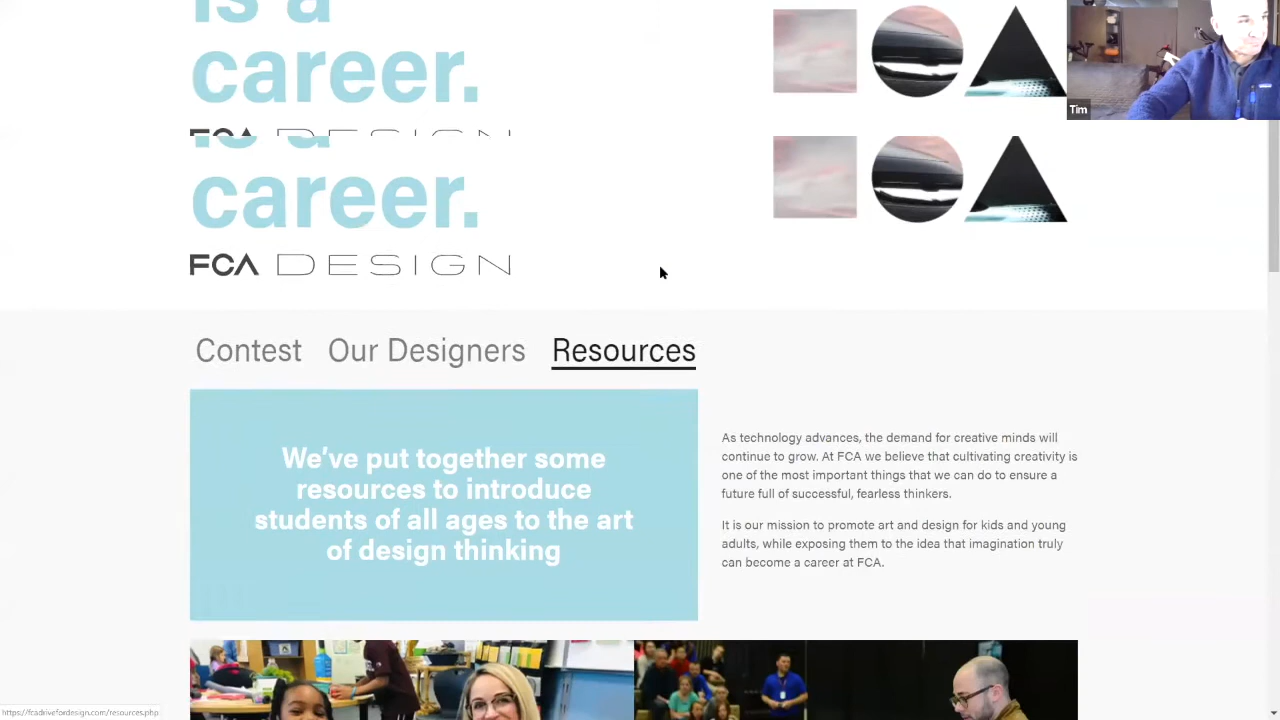 is a
career.
Tim
FCA DESIGN
is a
career.
FCA DESIGN
Contest Our Designers Resources
We've put together some
resources to introduce
students of all ages to the art
of design thinking
As technology advances, the demand for creative minds will
continue to grow. At FCA we believe that cultivating creativity is
one of the most important things that we can do to ensure a
future full of successful, fearless thinkers.
It is our mission to promote art and design for kids and young
adults, while exposing them to the idea that imagination truly
can become a career at FCA.
https://fcadrivefordesign.com/resources.php